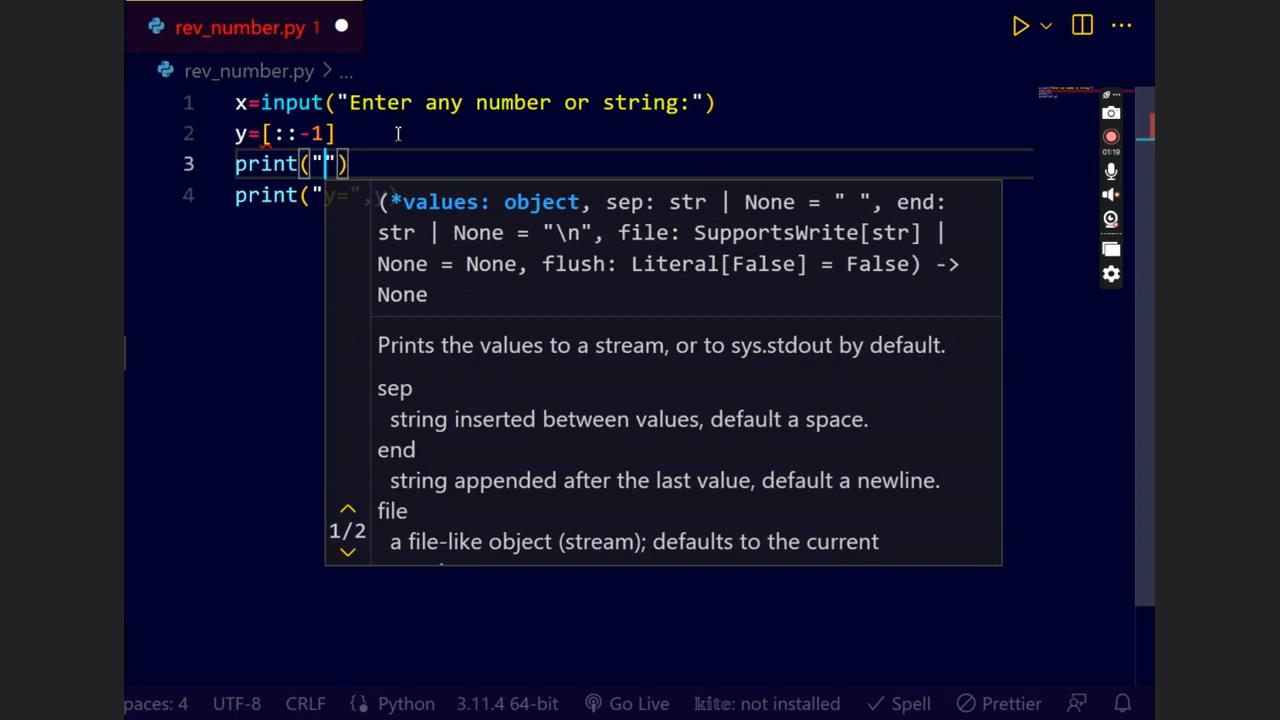 rev_number.py 1
rev_number.py > ...
1 x=input("Enter any number or string:")
2 y=[::-1]
3 print("")
4 print("y=",y)
(*values: object, sep: str | None = " ", end:
str | None = "\n", file: SupportsWrite[str] |
None = None, flush: Literal[False] = False) ->
None
Prints the values to a stream, or to sys.stdout by default.
sep
string inserted between values, default a space.
end
string appended after the last value, default a newline.
file
a file-like object (stream); defaults to the current
1/2
01:19
paces: 4 UTF-8 CRLF {} Python 3.11.4 64-bit Go Live kite: not installed Spell Prettier